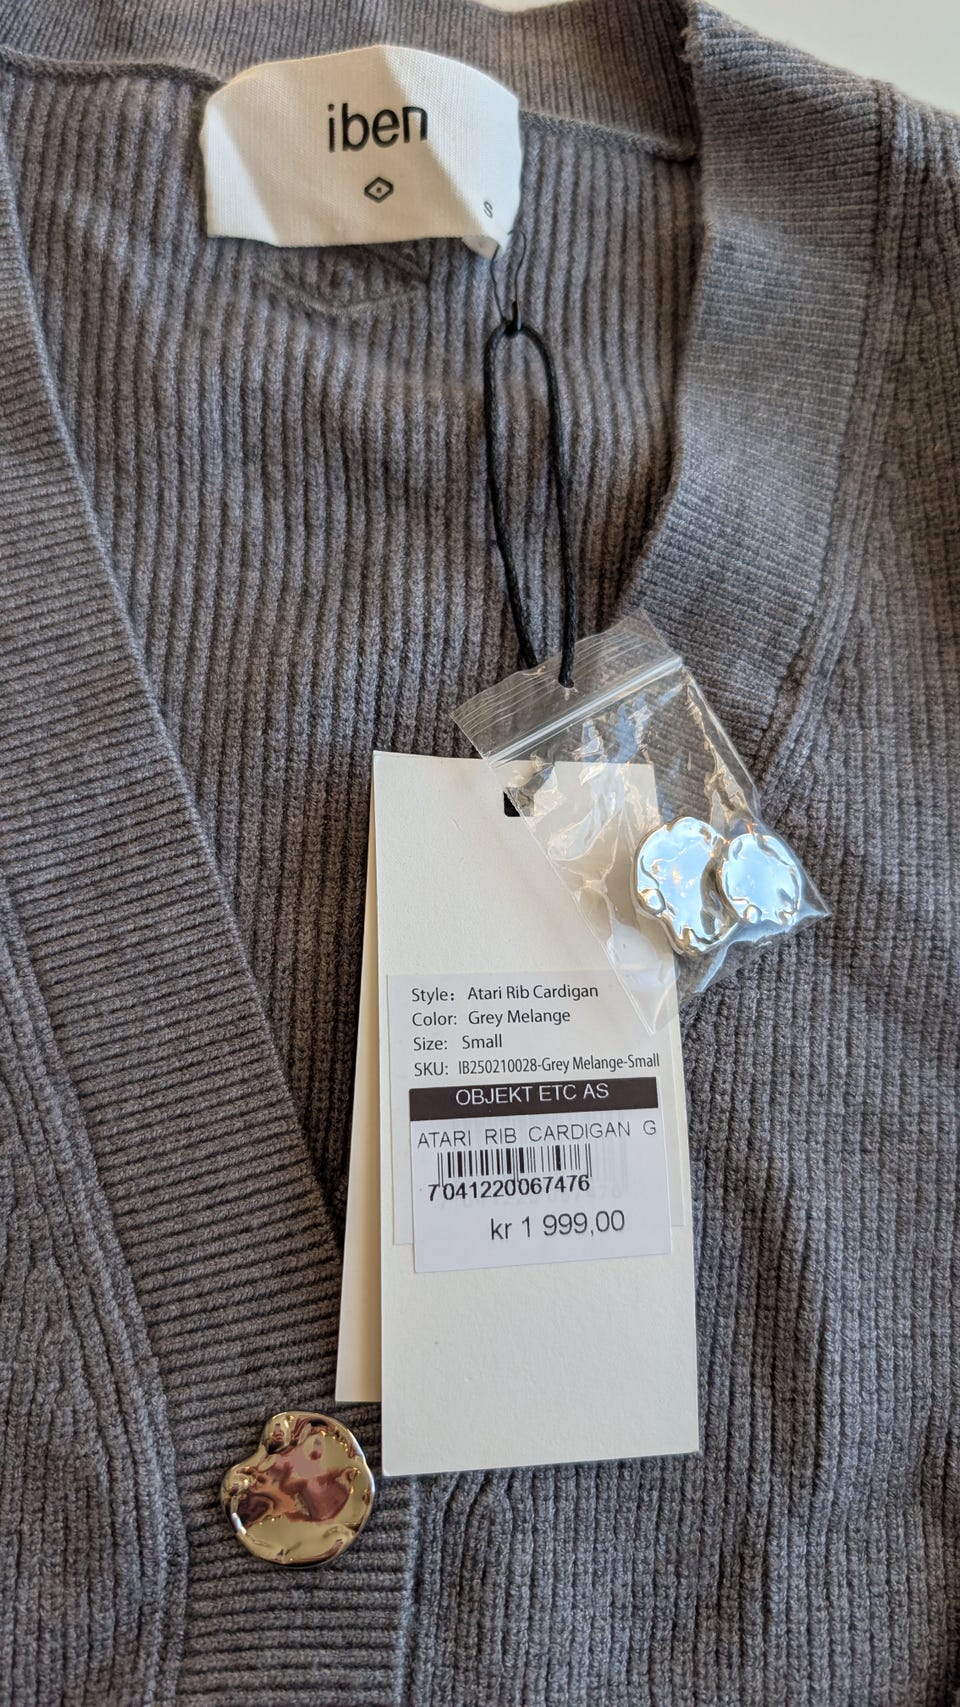 iben
S
Style: Atari Rib Cardigan
Color: Grey Melange
Size: Small
SKU: IB250210028-Grey Melange-Small
OBJEKT ETC AS
ATARI RIB CARDIGAN G
7041220067476
kr 1 999,00